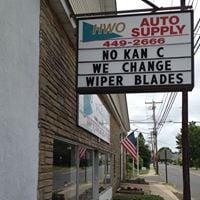 HWO
AUTO
SUPPLY
449-2666
NO KAN C
WE CHANGE
WIPER BLADES